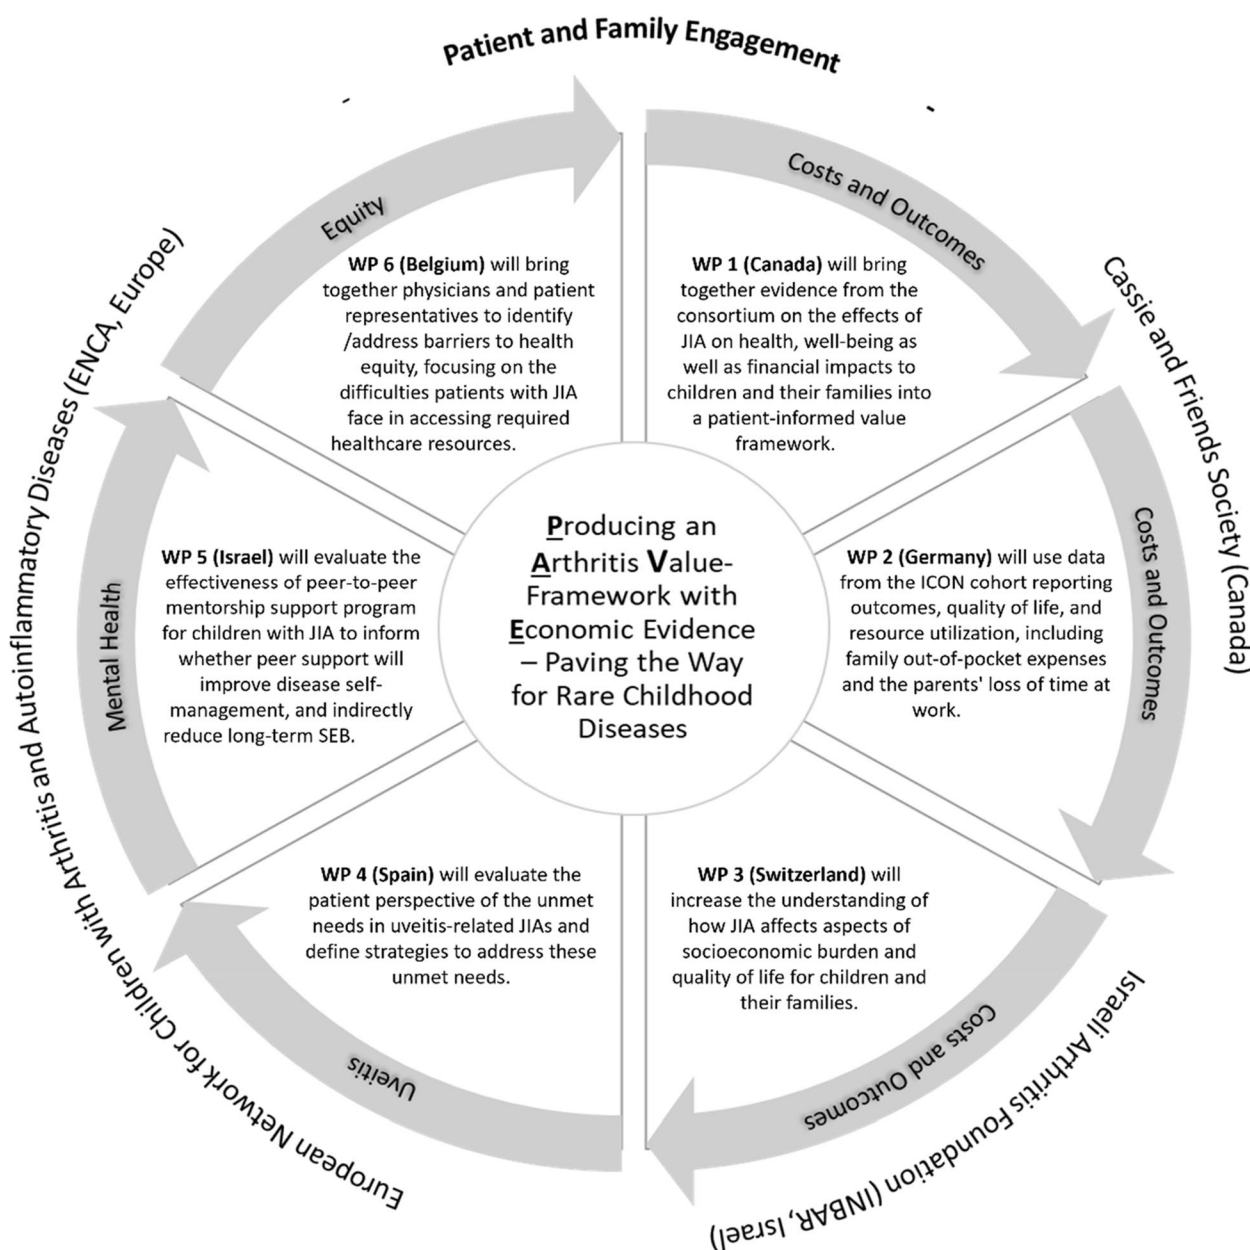 Patient and Family Engagement
Costs and Outcomes
Equity
WP 6 (Belgium) will bring
together physicians and patient
representatives to identify
/address barriers to health
equity, focusing on the
difficulties patients with JIA
face in accessing required
healthcare resources.
WP 1 (Canada) will bring
together evidence from the
consortium on the effects of
JIA on health, well-being as
well as financial impacts to
children and their families into
a patient-informed value
framework.
Cassie and Friends Society (Canada)
Costs and Outcomes
WP 2 (Germany) will use data
from the ICON cohort reporting
outcomes, quality of life, and
resource utilization, including
family out-of-pocket expenses
and the parents' loss of time at
work.
Producing an
Arthritis Value-
Framework with
Economic Evidence
– Paving the Way
for Rare Childhood
Diseases
WP 5 (Israel) will evaluate the
effectiveness of peer-to-peer
mentorship support program
for children with JIA to inform
whether peer support will
improve disease self-
management, and indirectly
reduce long-term SEB.
Mental Health
European Network for Children with Arthritis and Autoinflammatory Diseases (ENCA, Europe)
WP 4 (Spain) will evaluate the
patient perspective of the unmet
needs in uveitis-related JIAs and
define strategies to address these
unmet needs.
Uveitis
WP 3 (Switzerland) will
increase the understanding of
how JIA affects aspects of
socioeconomic burden and
quality of life for children and
their families.
Costs and Outcomes
Israeli Arthritis Foundation (INBAR, Israel)